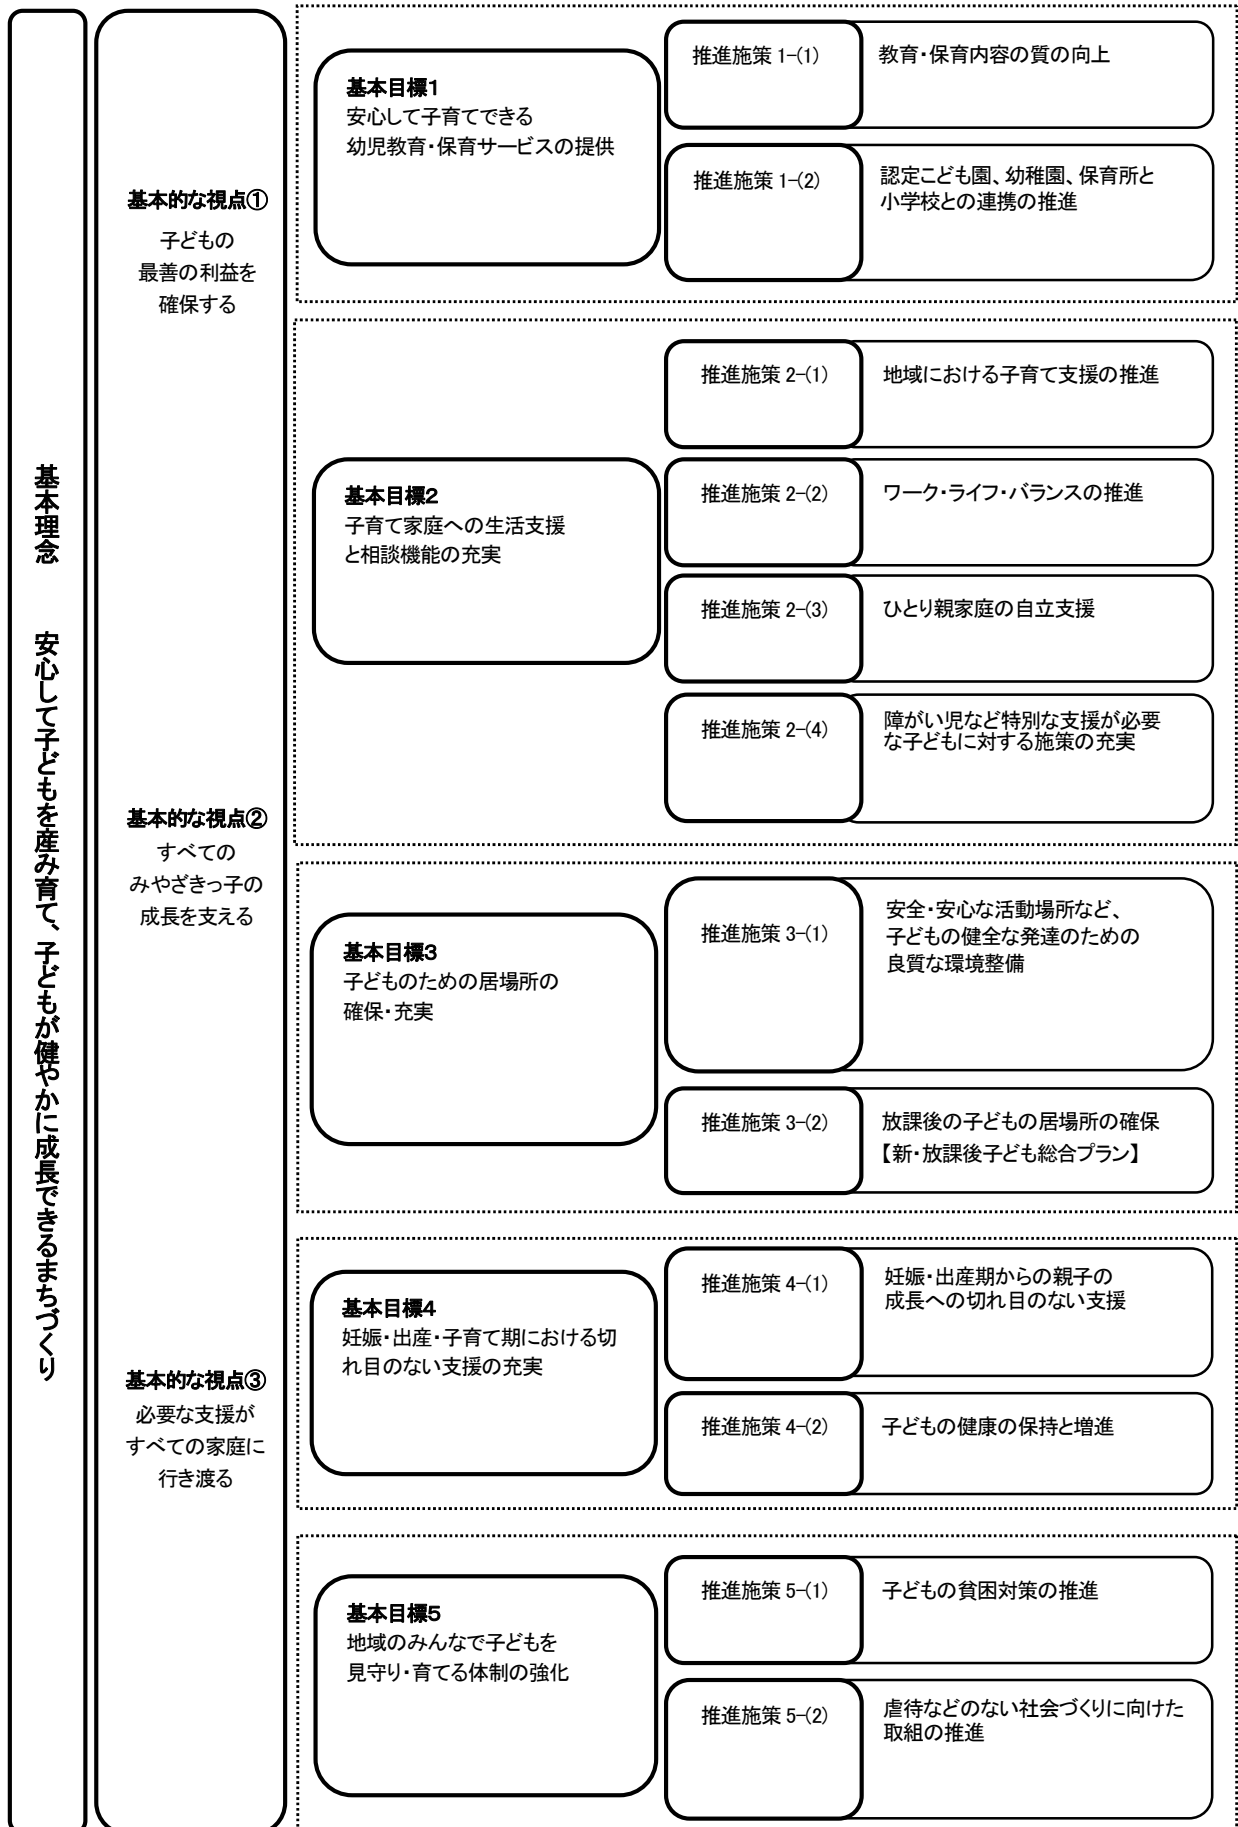 基本理念　　安心して子どもを産み育て、子どもが健やかに成長できるまちづくり
基本的な視点①
子どもの
最善の利益を
確保する
基本的な視点②
すべての
みやざきっ子の
成長を支える
基本的な視点③
必要な支援が
すべての家庭に
行き渡る
基本目標1
安心して子育てできる
幼児教育・保育サービスの提供
推進施策 1-(1)
教育・保育内容の質の向上
推進施策 1-(2)
認定こども園、幼稚園、保育所と
小学校との連携の推進
基本目標2
子育て家庭への生活支援
と相談機能の充実
推進施策 2-(1)
地域における子育て支援の推進
推進施策 2-(2)
ワーク・ライフ・バランスの推進
推進施策 2-(3)
ひとり親家庭の自立支援
推進施策 2-(4)
障がい児など特別な支援が必要
な子どもに対する施策の充実
基本目標3
子どものための居場所の
確保・充実
推進施策 3-(1)
安全・安心な活動場所など、
子どもの健全な発達のための
良質な環境整備
推進施策 3-(2)
放課後の子どもの居場所の確保
【新・放課後子ども総合プラン】
基本目標4
妊娠・出産・子育て期における切
れ目のない支援の充実
推進施策 4-(1)
妊娠・出産期からの親子の
成長への切れ目のない支援
推進施策 4-(2)
子どもの健康の保持と増進
基本目標5
地域のみんなで子どもを
見守り・育てる体制の強化
推進施策 5-(1)
子どもの貧困対策の推進
推進施策 5-(2)
虐待などのない社会づくりに向けた
取組の推進